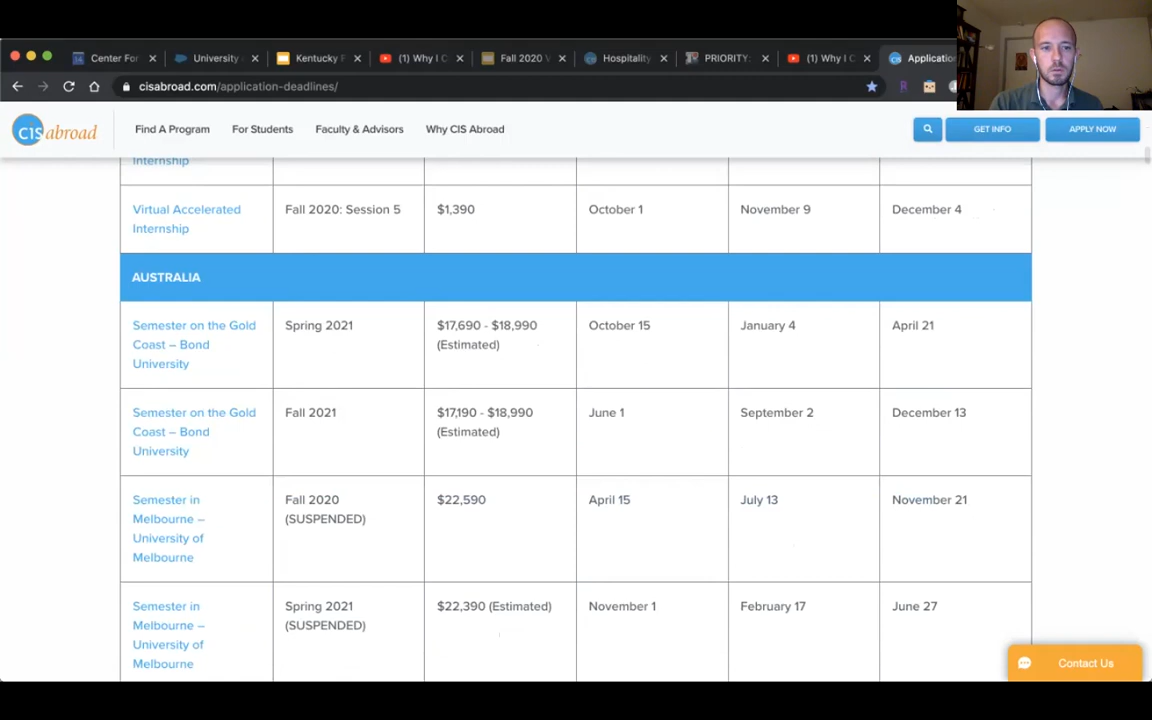 Center For
University
Kentucky F
(1) Why I C
Fall 2020 V
Hospitality
PRIORITY:
(1) Why I C
Applicatio
cisabroad.com/application-deadlines/
CIS abroad
Find A Program
For Students
Faculty & Advisors
Why CIS Abroad
GET INFO
APPLY NOW
Internship
Virtual Accelerated
Internship
Fall 2020: Session 5
$1,390
October 1
November 9
December 4
AUSTRALIA
Semester on the Gold
Coast – Bond
University
Spring 2021
$17,690 - $18,990
(Estimated)
October 15
January 4
April 21
Semester on the Gold
Coast – Bond
University
Fall 2021
$17,190 - $18,990
(Estimated)
June 1
September 2
December 13
Semester in
Melbourne –
University of
Melbourne
Fall 2020
(SUSPENDED)
$22,590
April 15
July 13
November 21
Semester in
Melbourne –
University of
Melbourne
Spring 2021
(SUSPENDED)
$22,390 (Estimated)
November 1
February 17
June 27
Contact Us